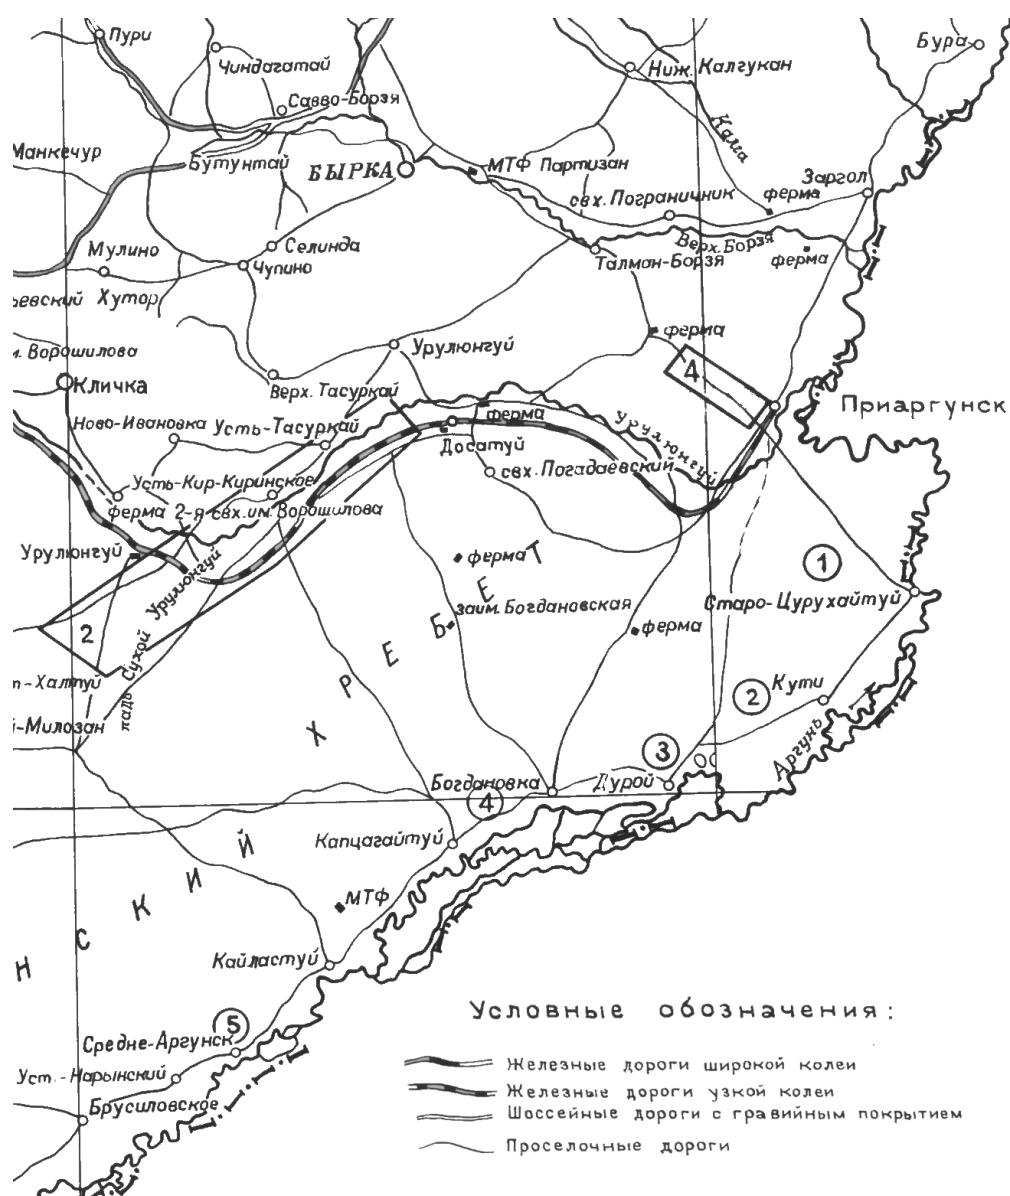 Пури
Чиндагатай
Бура
Ниж. Калгукан
Савво-Борзя
Калга
Манкечур
Бутунтай
БЫРКА
МТФ Партизан
Заргол
свх. Пограничник
ферма
Мулино
Селинда
Верх. Борзя
Чупино
Талман-Борзя
ферма
Хутор
ферма
Урулюнгуй
м. Ворошилова
4
Кличка
Верх. Тасуркай
Приаргунск
ферма
Ново-Ивановка
Усть-Тасуркай
Урулюнгуй
Досатуй
свх. Погадаевский
Усть-Кир-Киринское
ферма 2-я свх. им. Ворошилова
Урулюнгуй
ферма
1
Урулюнгуй
займ. Богдановская
Старо-Цурухайтуй
2
ферма
Сухой
т-Халтуй
падь
2
Кути
й-Милозан
Аргунь
3
Богдановка
Дурой
4
Капцагайтуй
МТФ
Н С К И Й
Х Р Е Б Е Т
Кайластуй
Условные обозначения:
5
Средне-Аргунск
Железные дороги широкой колеи
Уст.-Нарынский
Железные дороги узкой колеи
Брусиловское
Шоссейные дороги с гравийным покрытием
Проселочные дороги